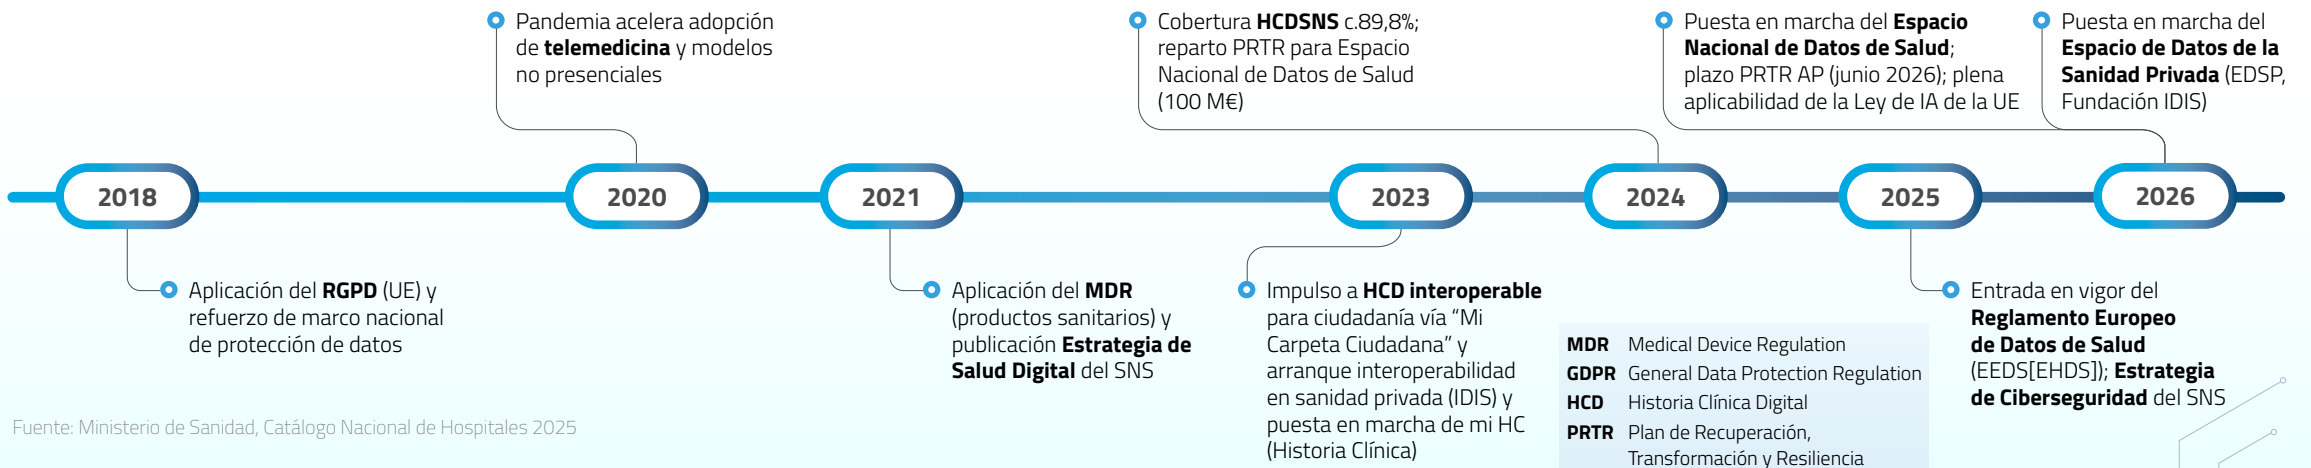 Pandemia acelera adopción
de telemedicina y modelos
no presenciales
Cobertura HCDSNS c.89,8%;
reparto PRTR para Espacio
Nacional de Datos de Salud
(100 M€)
Puesta en marcha del Espacio
Nacional de Datos de Salud;
plazo PRTR AP (junio 2026); plena
aplicabilidad de la Ley de IA de la UE
Puesta en marcha del
Espacio de Datos de la
Sanidad Privada (EDSP,
Fundación IDIS)
2018
2020
2021
2023
2024
2025
2026
Aplicación del RGPD (UE) y
refuerzo de marco nacional
de protección de datos
Aplicación del MDR
(productos sanitarios) y
publicación Estrategia de
Salud Digital del SNS
Impulso a HCD interoperable
para ciudadanía vía “Mi
Carpeta Ciudadana” y
arranque interoperabilidad
en sanidad privada (IDIS) y
puesta en marcha de mi HC
(Historia Clínica)
MDR Medical Device Regulation
GDPR General Data Protection Regulation
HCD Historia Clínica Digital
PRTR Plan de Recuperación,
Transformación y Resiliencia
Entrada en vigor del
Reglamento Europeo
de Datos de Salud
(EEDS[EHDS]); Estrategia
de Ciberseguridad del SNS
Fuente: Ministerio de Sanidad, Catálogo Nacional de Hospitales 2025